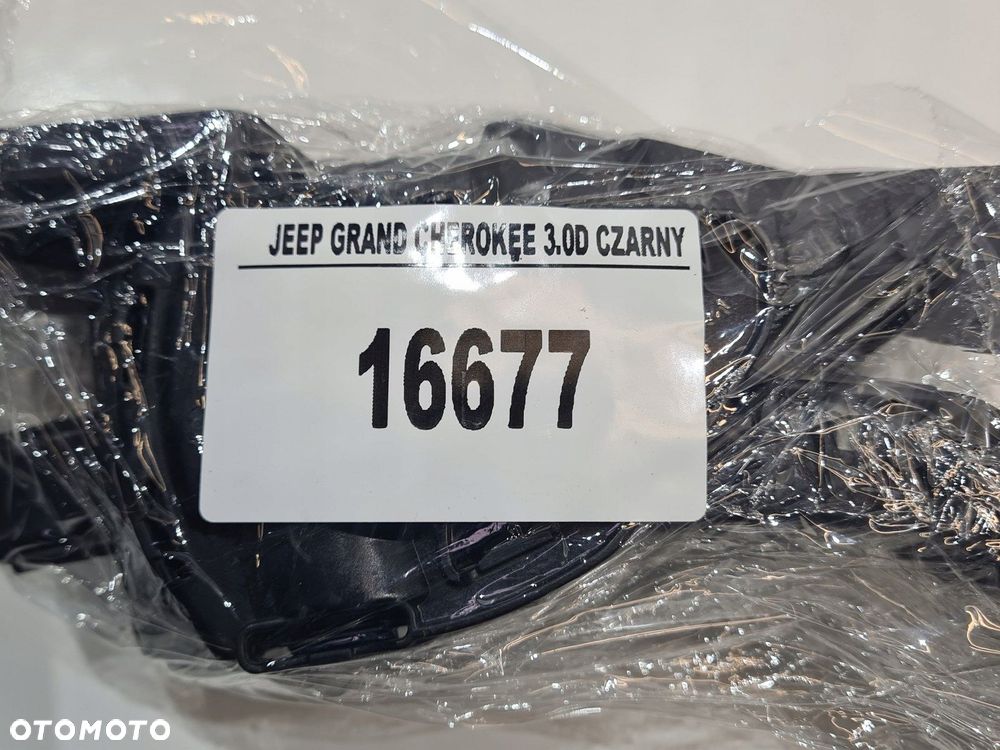 JEEP GRAND CHEROKEE 3.0D CZARNY
16677
OTOMOTO